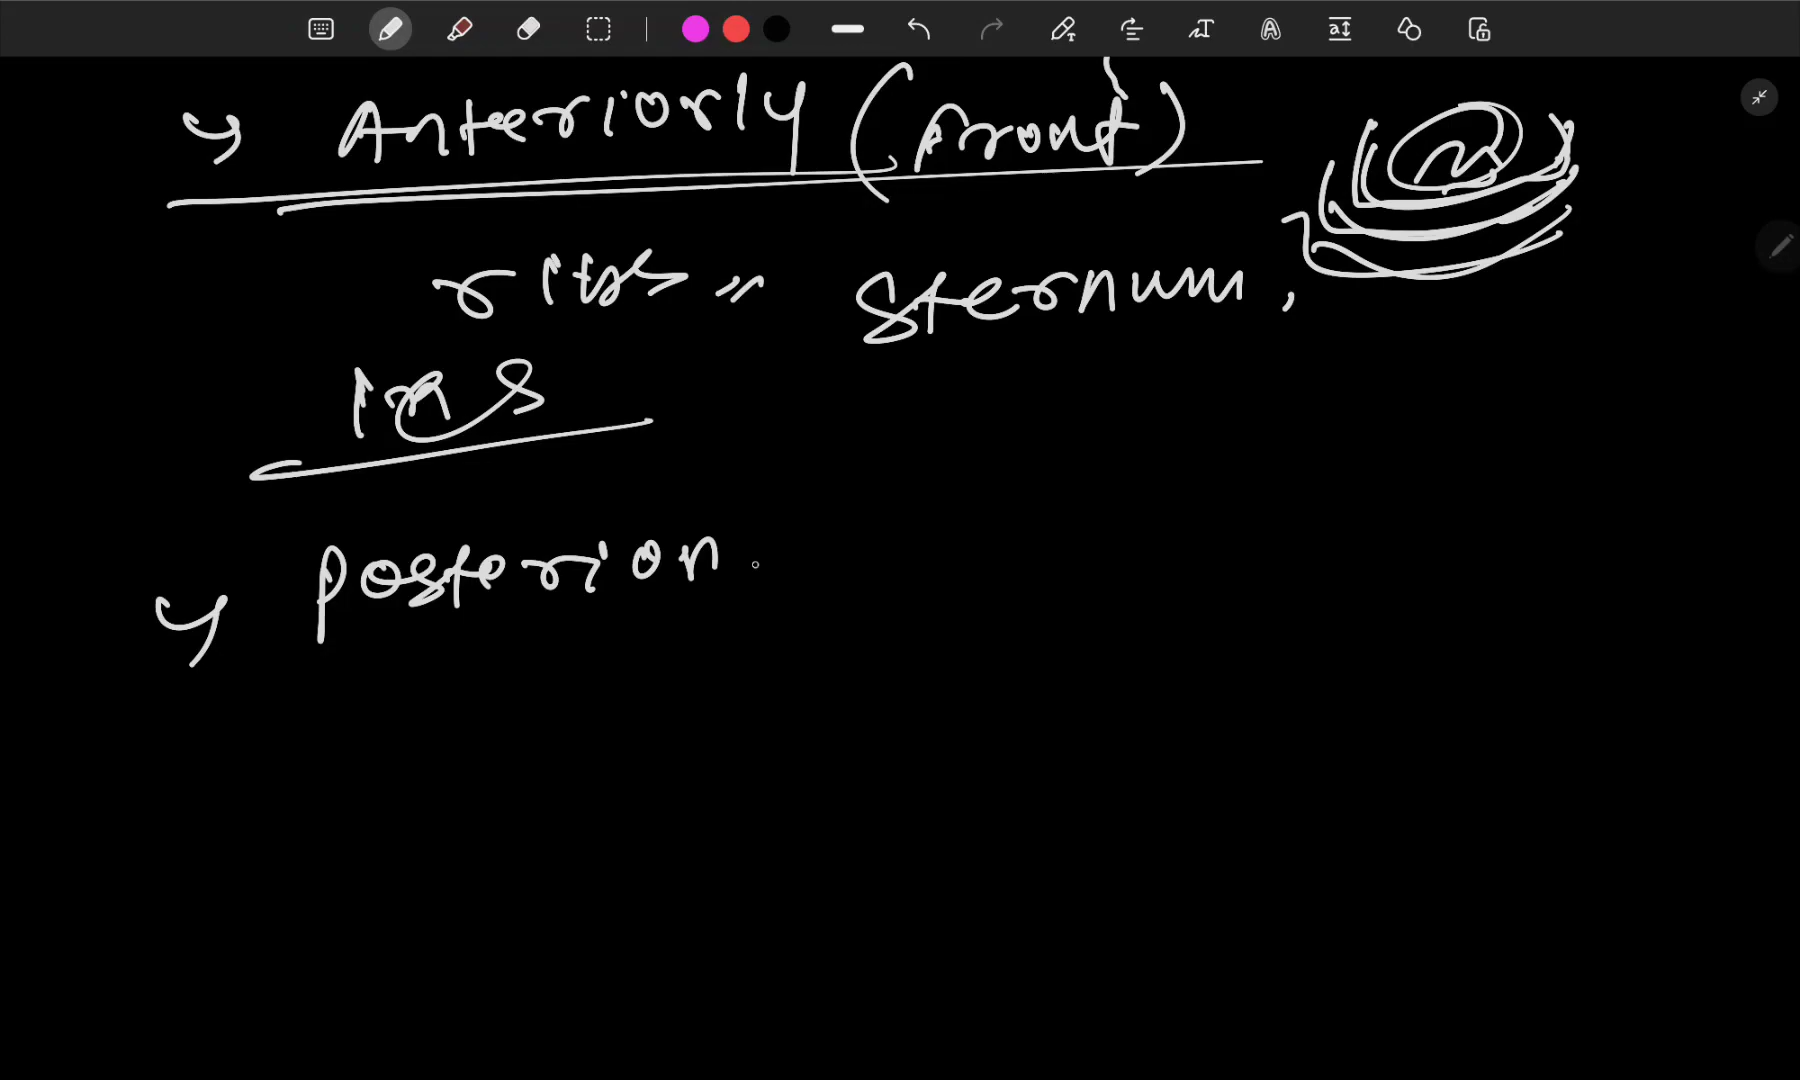 Anteriorly (front)
ribs, sternum,
Posterior